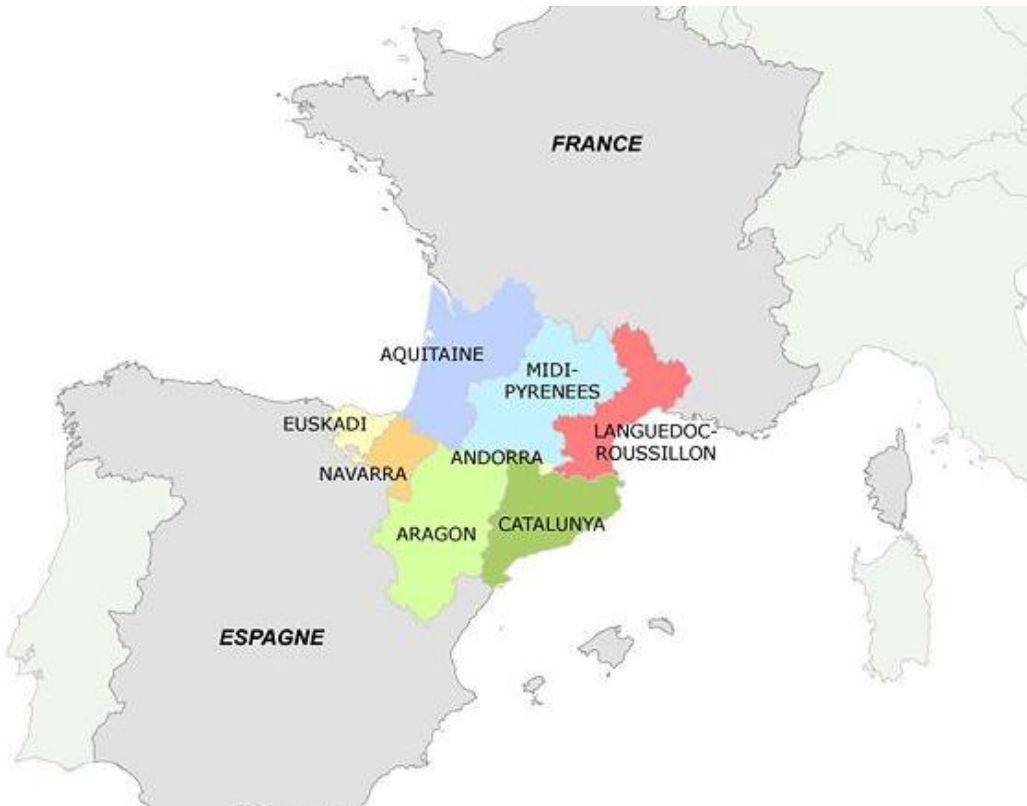 FRANCE
AQUITAINE
MIDI-
PYRENEES
EUSKADI
LANGUEDOC-
ROUSSILLON
ANDORRA
NAVARRA
CATALUNYA
ARAGON
ESPAGNE